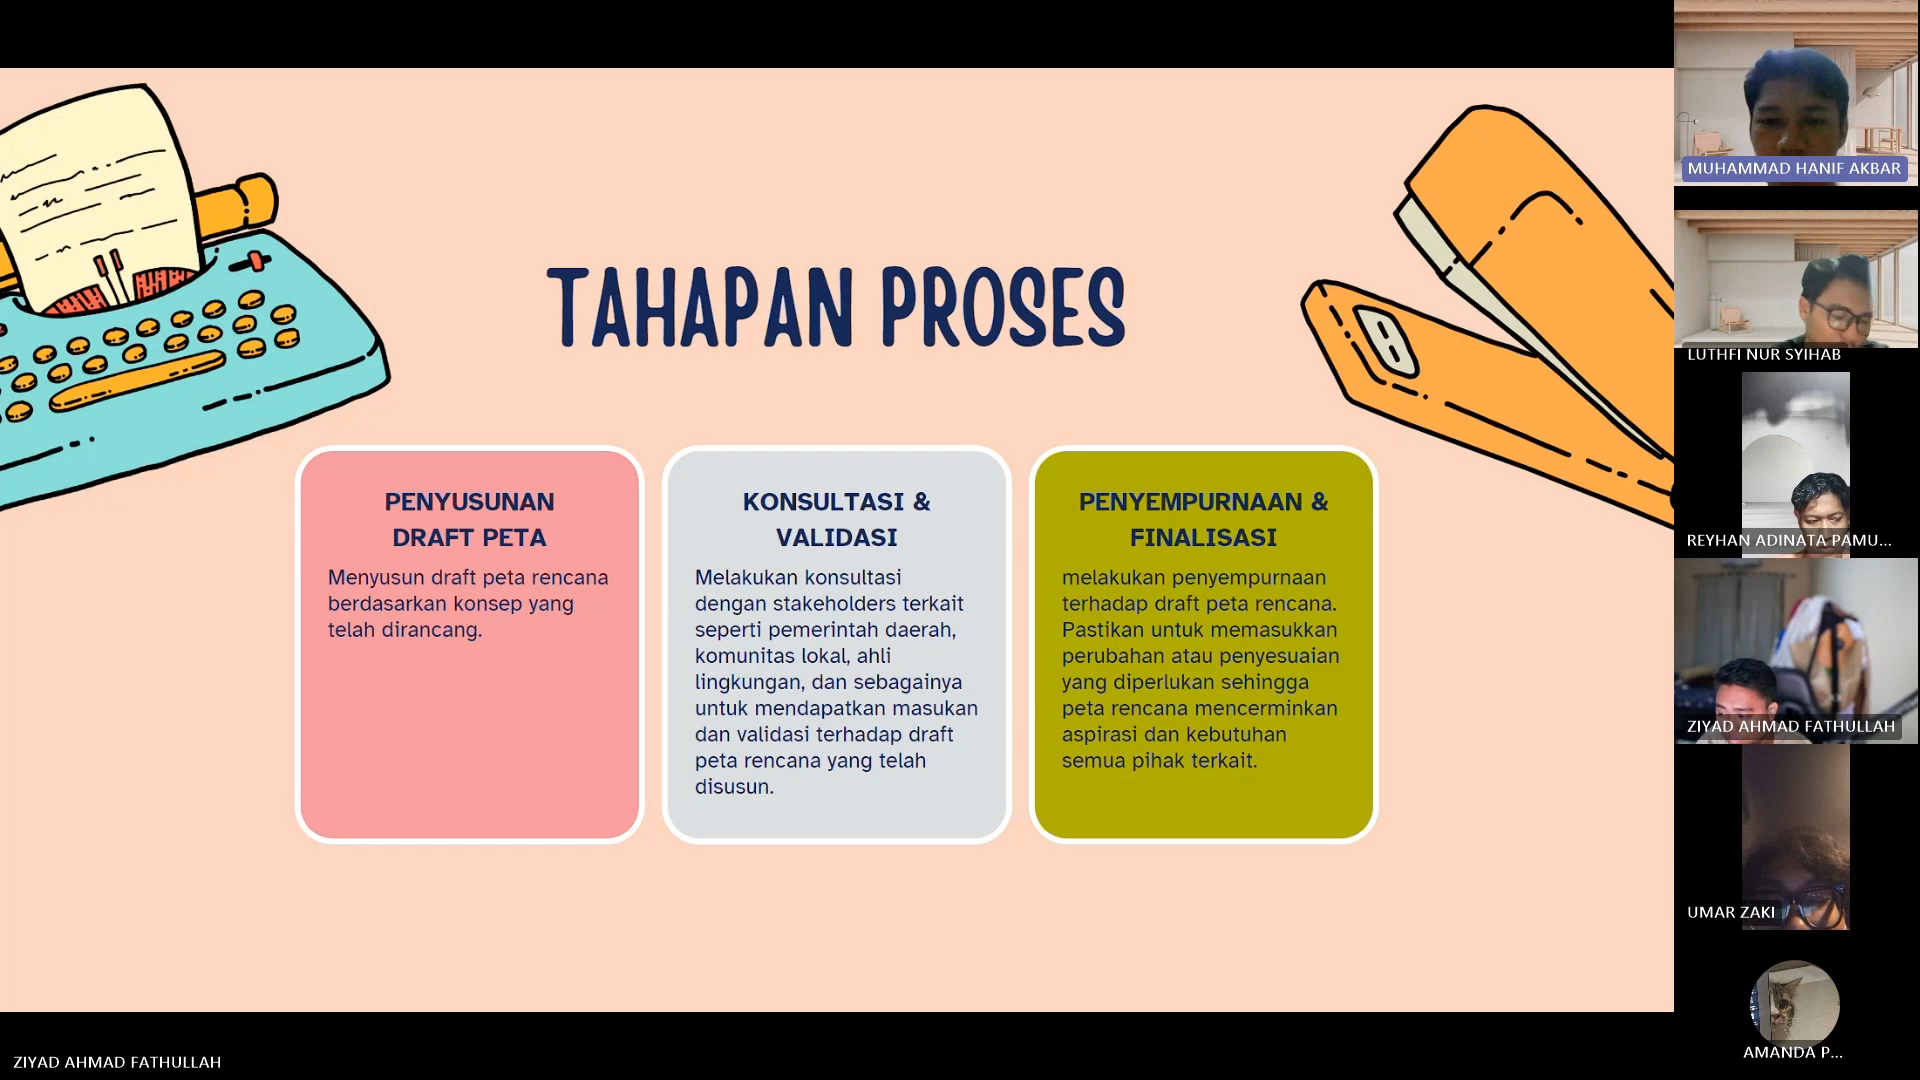 TAHAPAN PROSES
PENYUSUNAN
DRAFT PETA
Menyusun draft peta rencana
berdasarkan konsep yang
telah dirancang.
KONSULTASI &
VALIDASI
Melakukan konsultasi
dengan stakeholders terkait
seperti pemerintah daerah,
komunitas lokal, ahli
lingkungan, dan sebagainya
untuk mendapatkan masukan
dan validasi terhadap draft
peta rencana yang telah
disusun.
PENYEMPURNAAN &
FINALISASI
melakukan penyempurnaan
terhadap draft peta rencana.
Pastikan untuk memasukkan
perubahan atau penyesuaian
yang diperlukan sehingga
peta rencana mencerminkan
aspirasi dan kebutuhan
semua pihak terkait.
MUHAMMAD HANIF AKBAR
LUTHFI NUR SYIHAB
REYHAN ADINATA PAMU...
ZIYAD AHMAD FATHULLAH
UMAR ZAKI
AMANDA P...
ZIYAD AHMAD FATHULLAH